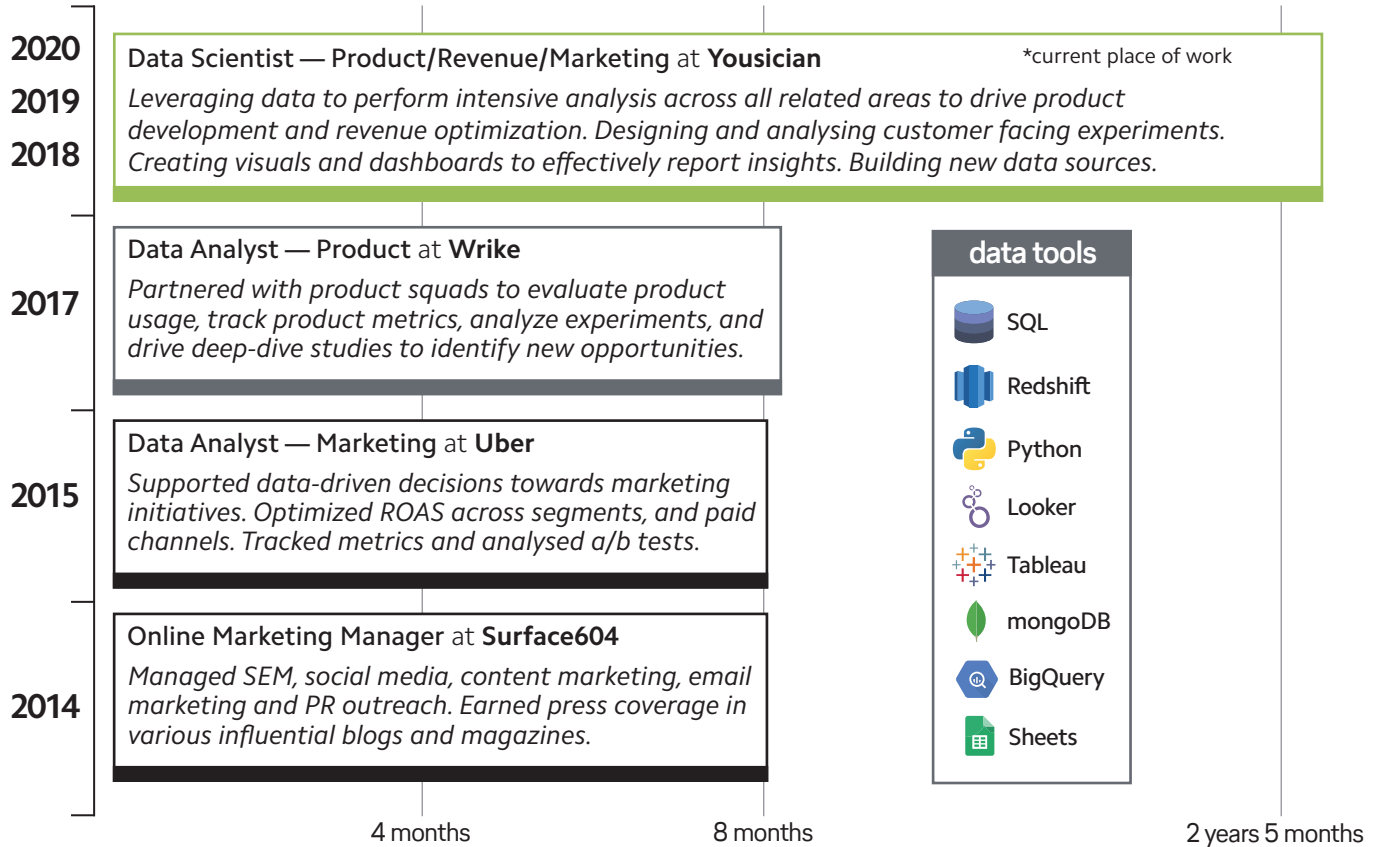 2020
2019
2018
Data Scientist — Product/Revenue/Marketing at Yousician
*current place of work
Leveraging data to perform intensive analysis across all related areas to drive product
development and revenue optimization. Designing and analysing customer facing experiments.
Creating visuals and dashboards to effectively report insights. Building new data sources.
2017
Data Analyst — Product at Wrike
Partnered with product squads to evaluate product
usage, track product metrics, analyze experiments, and
drive deep-dive studies to identify new opportunities.
2015
Data Analyst — Marketing at Uber
Supported data-driven decisions towards marketing
initiatives. Optimized ROAS across segments, and paid
channels. Tracked metrics and analysed a/b tests.
2014
Online Marketing Manager at Surface604
Managed SEM, social media, content marketing, email
marketing and PR outreach. Earned press coverage in
various influential blogs and magazines.
data tools
SQL
Redshift
Python
Looker
Tableau
mongoDB
BigQuery
Sheets
4 months
8 months
2 years 5 months